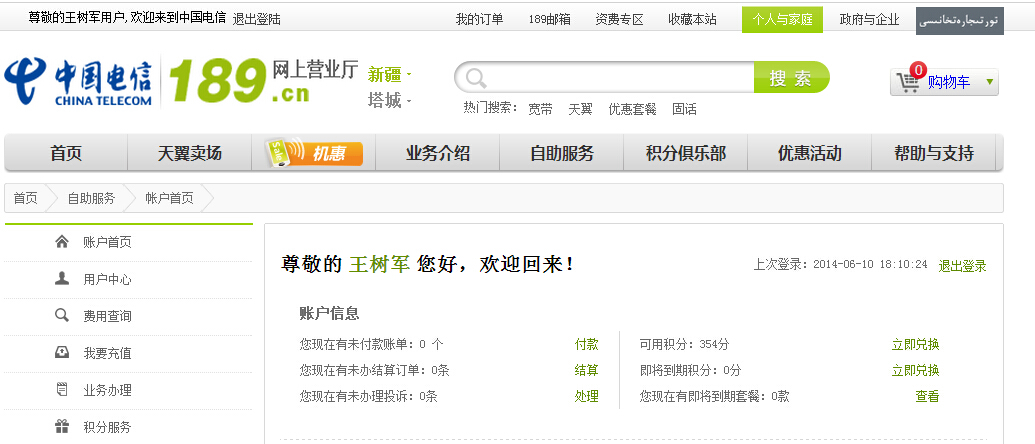 尊敬的王树军用户,欢迎来到中国电信 退出登陆 我的订单 189邮箱 资费专区 收藏本站 个人与家庭 政府与企业 تورتىجارەتخانىسى
中国电信 CHINA TELECOM 189.cn 网上营业厅 新疆 塔城
搜 索
0 购物车
热门搜索: 宽带 天翼 优惠套餐 固话
首页 天翼卖场 Sale 机惠 业务介绍 自助服务 积分俱乐部 优惠活动 帮助与支持
首页 自助服务 帐户首页
账户首页
用户中心
费用查询
我要充值
业务办理
积分服务
尊敬的 王树军 您好，欢迎回来！ 上次登录：2014-06-10 18:10:24 退出登录
账户信息
您现在有未付款账单：0 个 付款 可用积分：354分 立即兑换
您现在有未办结算订单：0条 结算 即将到期积分：0分 立即兑换
您现在有未办理投诉：0条 处理 您现在有即将到期套餐：0款 查看